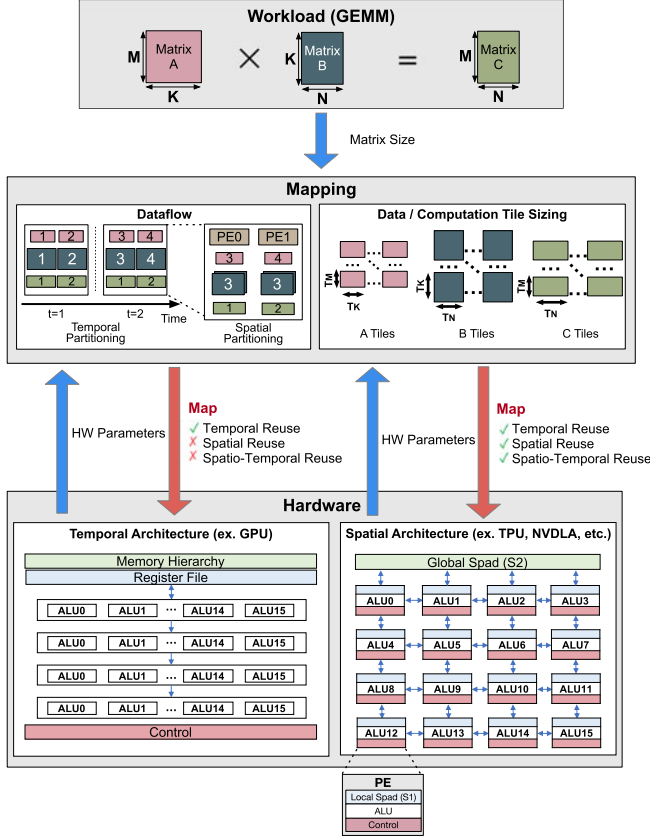 Workload (GEMM)
M
Matrix
A
K
×
K
Matrix
B
N
=
M
Matrix
C
N
Matrix Size
Mapping
Dataflow
1 2
1 2
1 2
3 4
3 4
1 2
PE0 PE1
3 4
3 3
1 2
t=1 t=2 Time
Temporal
Partitioning
Spatial
Partitioning
Data / Computation Tile Sizing
TM
TK
A Tiles
TK
TN
B Tiles
TM
TN
C Tiles
HW Parameters
Map
✓ Temporal Reuse
✗ Spatial Reuse
✗ Spatio-Temporal Reuse
HW Parameters
Map
✓ Temporal Reuse
✓ Spatial Reuse
✓ Spatio-Temporal Reuse
Hardware
Temporal Architecture (ex. GPU)
Memory Hierarchy
Register File
ALU0 ALU1 ... ALU14 ALU15
ALU0 ALU1 ... ALU14 ALU15
ALU0 ALU1 ... ALU14 ALU15
ALU0 ALU1 ... ALU14 ALU15
Control
Spatial Architecture (ex. TPU, NVDLA, etc.)
Global Spad (S2)
ALU0 ALU1 ALU2 ALU3
ALU4 ALU5 ALU6 ALU7
ALU8 ALU9 ALU10 ALU11
ALU12 ALU13 ALU14 ALU15
PE
Local Spad (S1)
ALU
Control